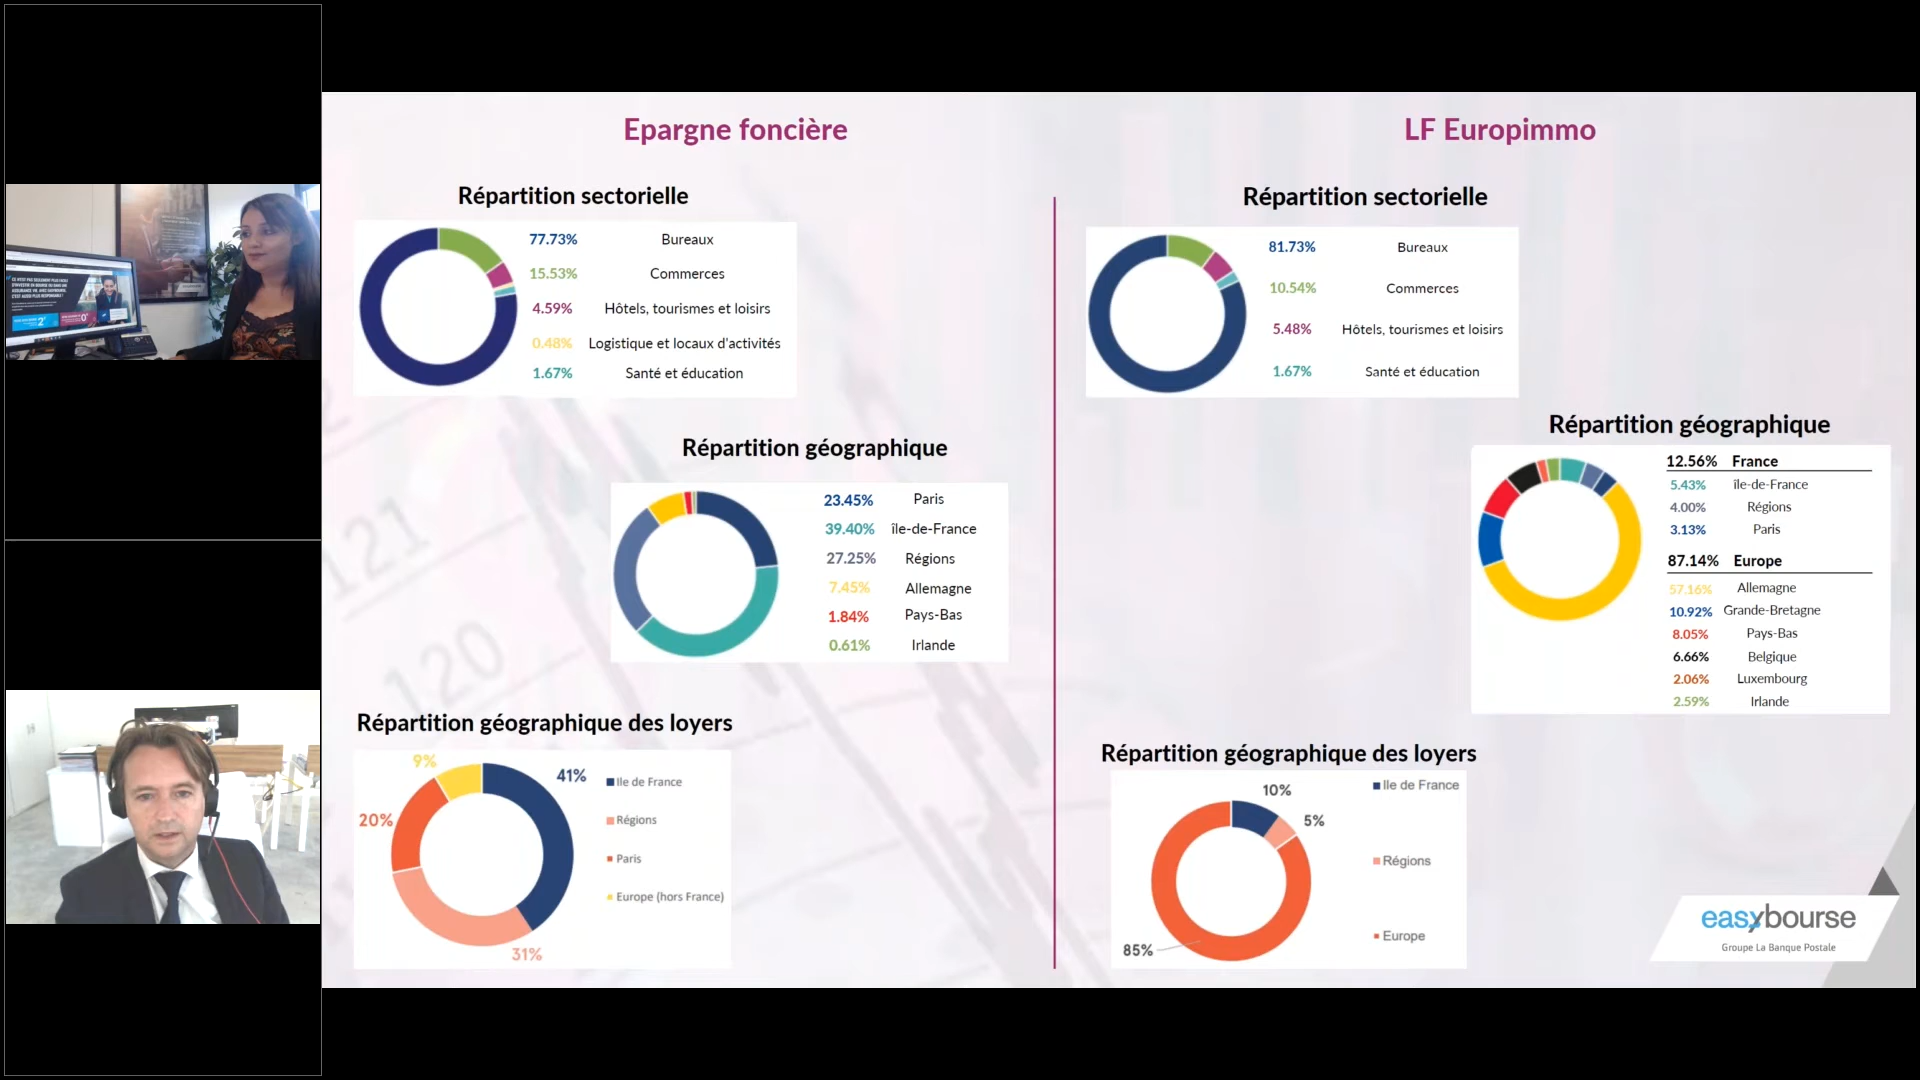 Epargne foncière
Répartition sectorielle
77.73% Bureaux
15.53% Commerces
4.59% Hôtels, tourismes et loisirs
0.48% Logistique et locaux d'activités
1.67% Santé et éducation
Répartition géographique
23.45% Paris
39.40% île-de-France
27.25% Régions
7.45% Allemagne
1.84% Pays-Bas
0.61% Irlande
Répartition géographique des loyers
9%
41%
20%
31%
Ile de France
Régions
Paris
Europe (hors France)
121
120
LF Europimmo
Répartition sectorielle
81.73% Bureaux
10.54% Commerces
5.48% Hôtels, tourismes et loisirs
1.67% Santé et éducation
Répartition géographique
12.56% France
5.43% île-de-France
4.00% Régions
3.13% Paris
87.14% Europe
57.16% Allemagne
10.92% Grande-Bretagne
8.05% Pays-Bas
6.66% Belgique
2.06% Luxembourg
2.59% Irlande
Répartition géographique des loyers
10%
5%
85%
Ile de France
Régions
Europe
easybourse
Groupe La Banque Postale